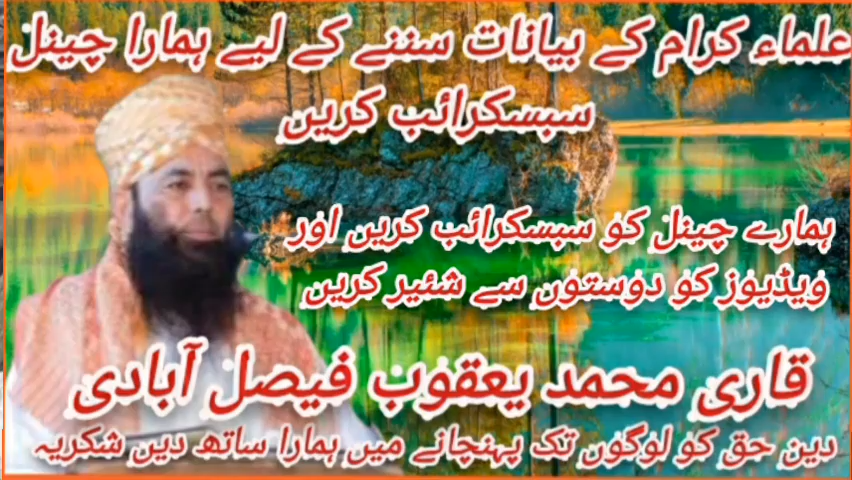 علماء کرام کے بیانات سننے کے لیے ہمارا چینل
سبسکرائب کریں
ہمارے چینل کو سبسکرائب کریں اور
ویڈیوز کو دوستوں سے شئیر کریں
قاری محمد یعقوب فیصل آبادی
دین حق کو لوگوں تک پہنچانے میں ہمارا ساتھ دیں شکریہ